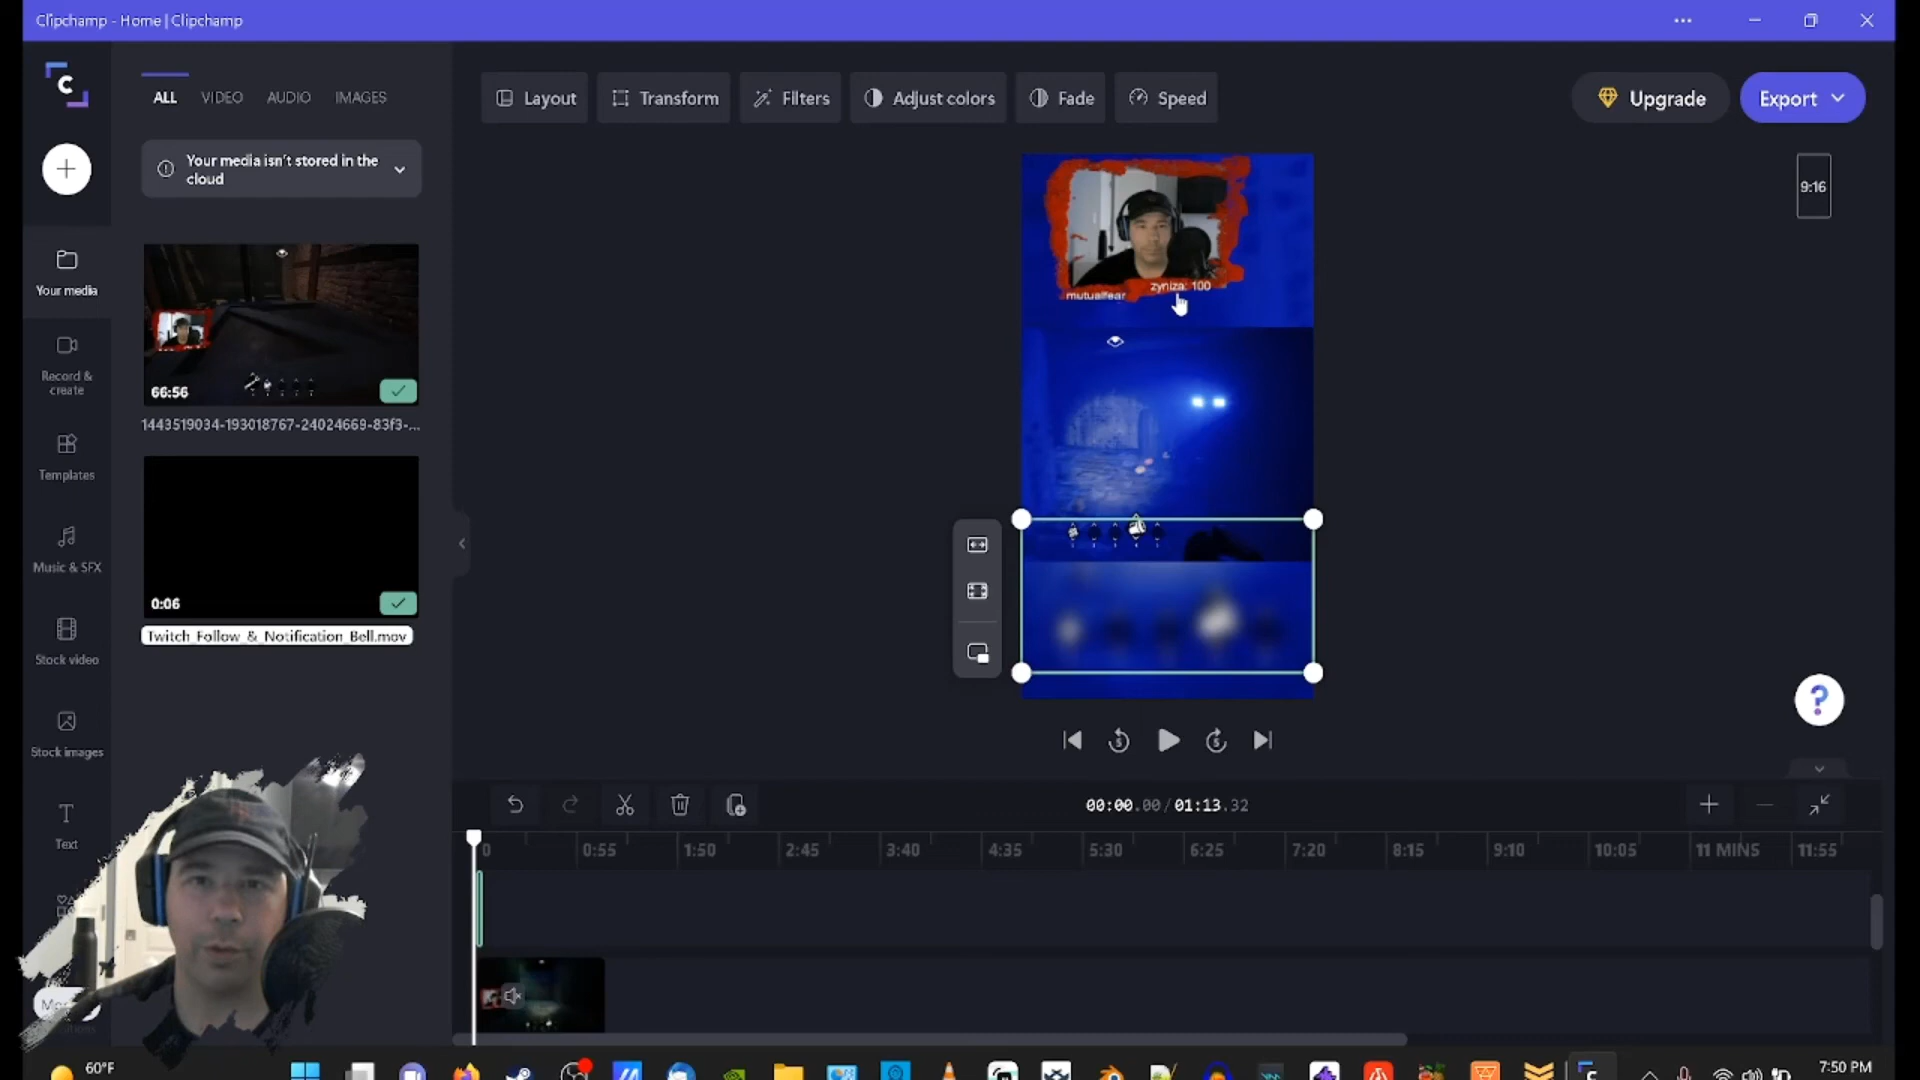 Clipchamp - Home | Clipchamp
ALL
VIDEO
AUDIO
IMAGES
Layout
Transform
Filters
Adjust colors
Fade
Speed
Upgrade
Export
Your media isn't stored in the
cloud
9:16
Your media
66:56
1443519034-193018767-24024669-83f3-...
Record &
create
Templates
0:06
Twitch_Follow_&_Notification_Bell.mov
Music & SFX
Stock video
Stock images
Text
zyniza: 100
mutualfear
5
5
?
00:00.00 / 01:13.32
0
0:55
1:50
2:45
3:40
4:35
5:30
6:25
7:20
8:15
9:10
10:05
11 MINS
11:55
60°F
7:50 PM